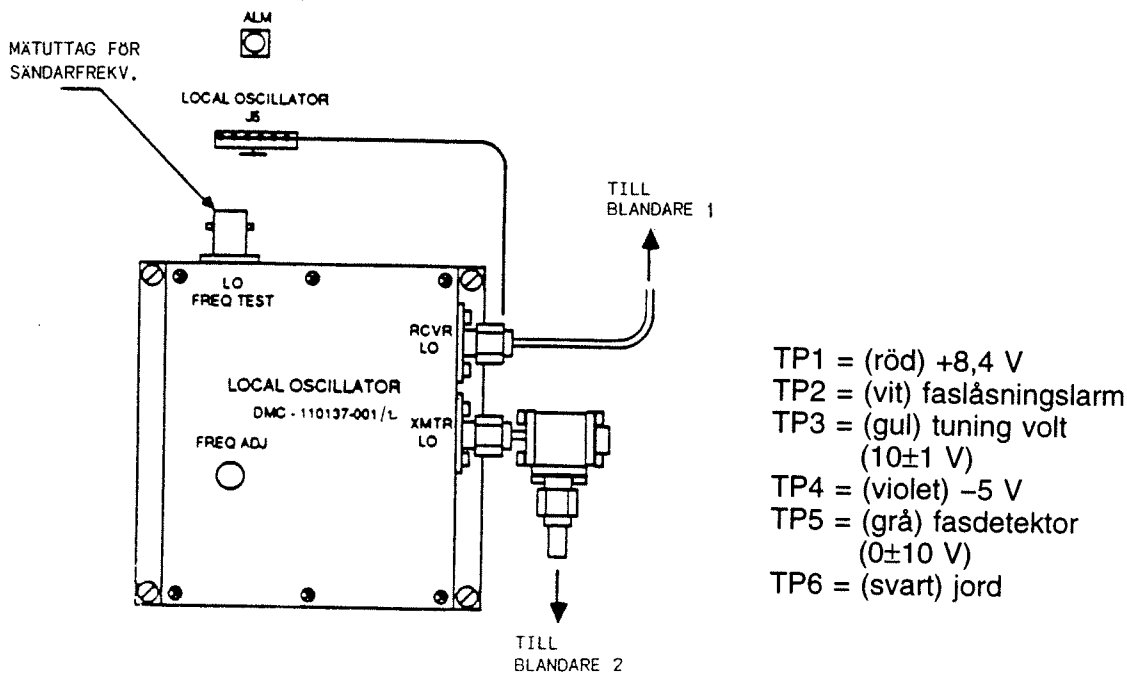 ALM
MÄTUTTAG FÖR
SÄNDARFREKV.
LOCAL OSCILLATOR
J5
TILL
BLANDARE 1
LO
FREQ TEST
RCVR
LO
LOCAL OSCILLATOR
DMC - 110137-001/
XMTR
LO
FREQ ADJ
TILL
BLANDARE 2
TP1 = (röd) +8,4 V
TP2 = (vit) faslåsningslarm
TP3 = (gul) tuning volt
(10±1 V)
TP4 = (violet) –5 V
TP5 = (grå) fasdetektor
(0±10 V)
TP6 = (svart) jord